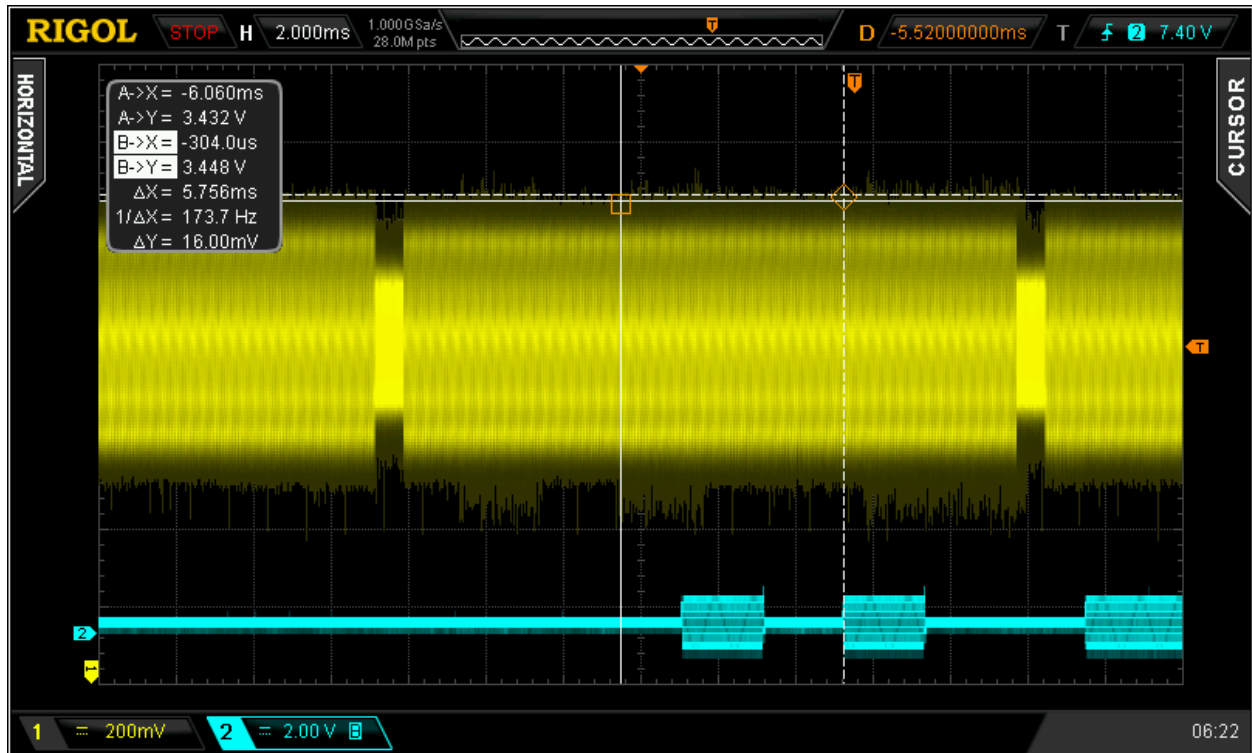 RIGOL STOP H 2.000ms 1.000GSa/s D -5.52000000ms T 2 7.40 V
28.0M pts
T
HORIZONTAL
CURSOR
T
A->X = -6.060ms
A->Y = 3.432 V
B->X = -304.0us
B->Y = 3.448 V
ΔX = 5.756ms
1/ΔX = 173.7 Hz
ΔY = 16.00mV
T
2
1
1 = 200mV 2 = 2.00 V B 06:22